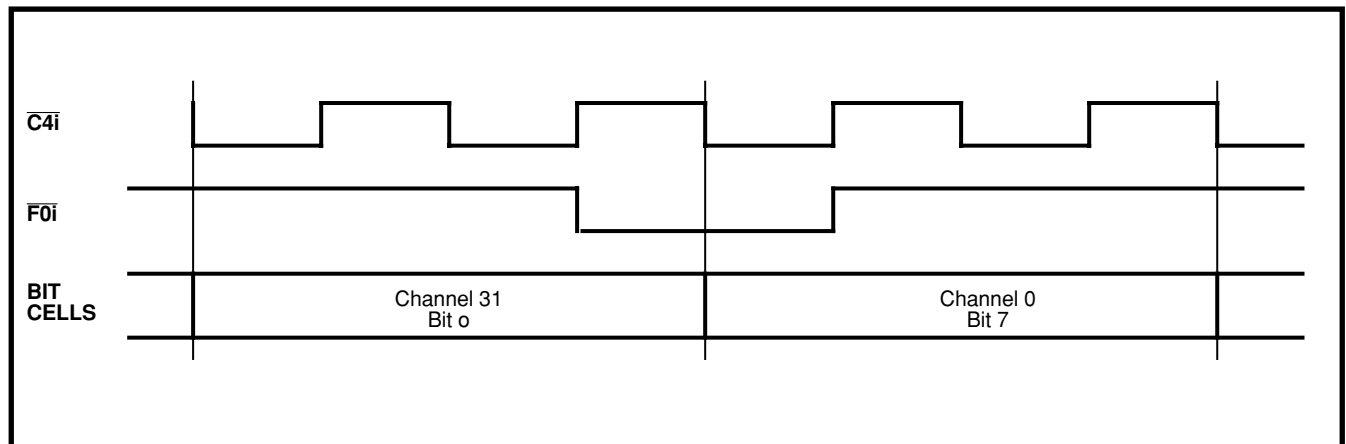 C4i
F0i
BIT
CELLS
Channel 31
Bit o
Channel 0
Bit 7